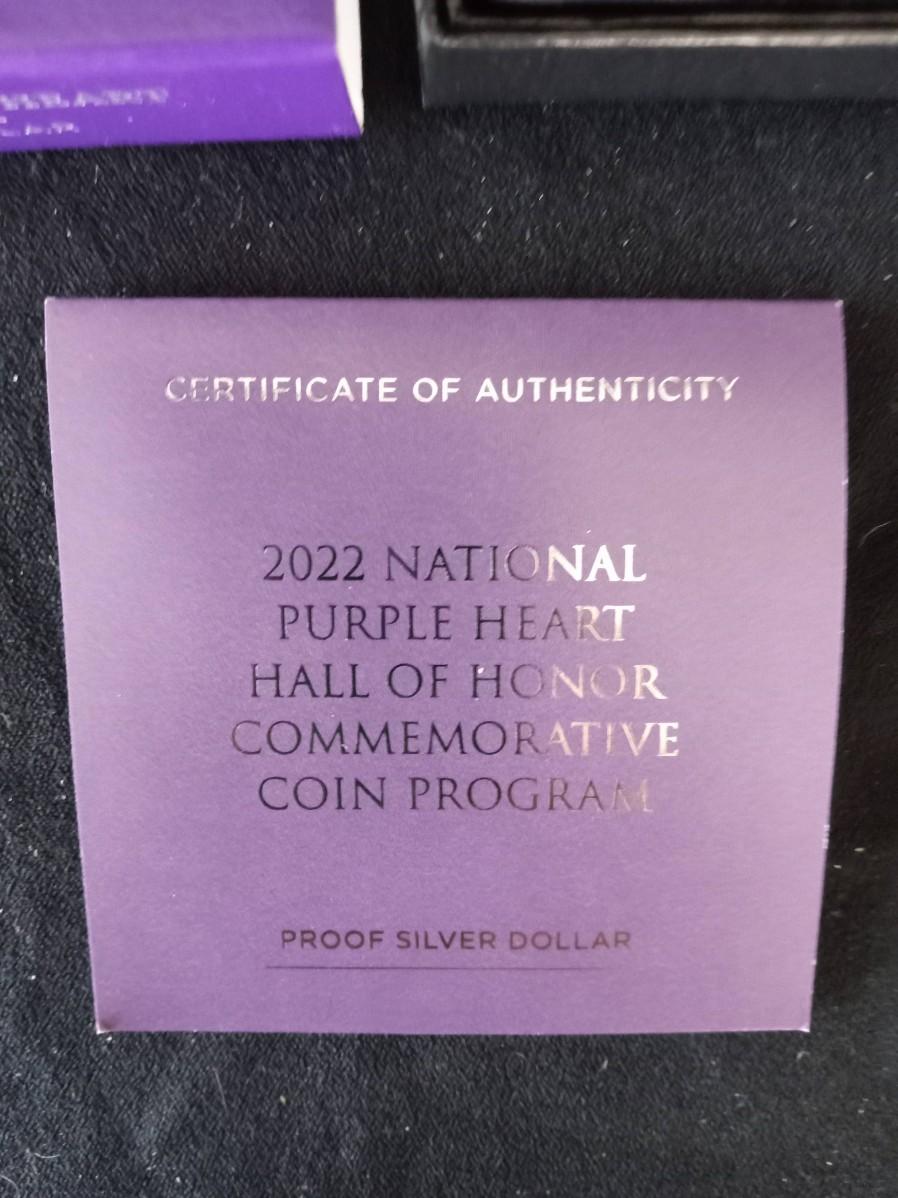 CERTIFICATE OF AUTHENTICITY
2022 NATIONAL
PURPLE HEART
HALL OF HONOR
COMMEMORATIVE
COIN PROGRAM
PROOF SILVER DOLLAR